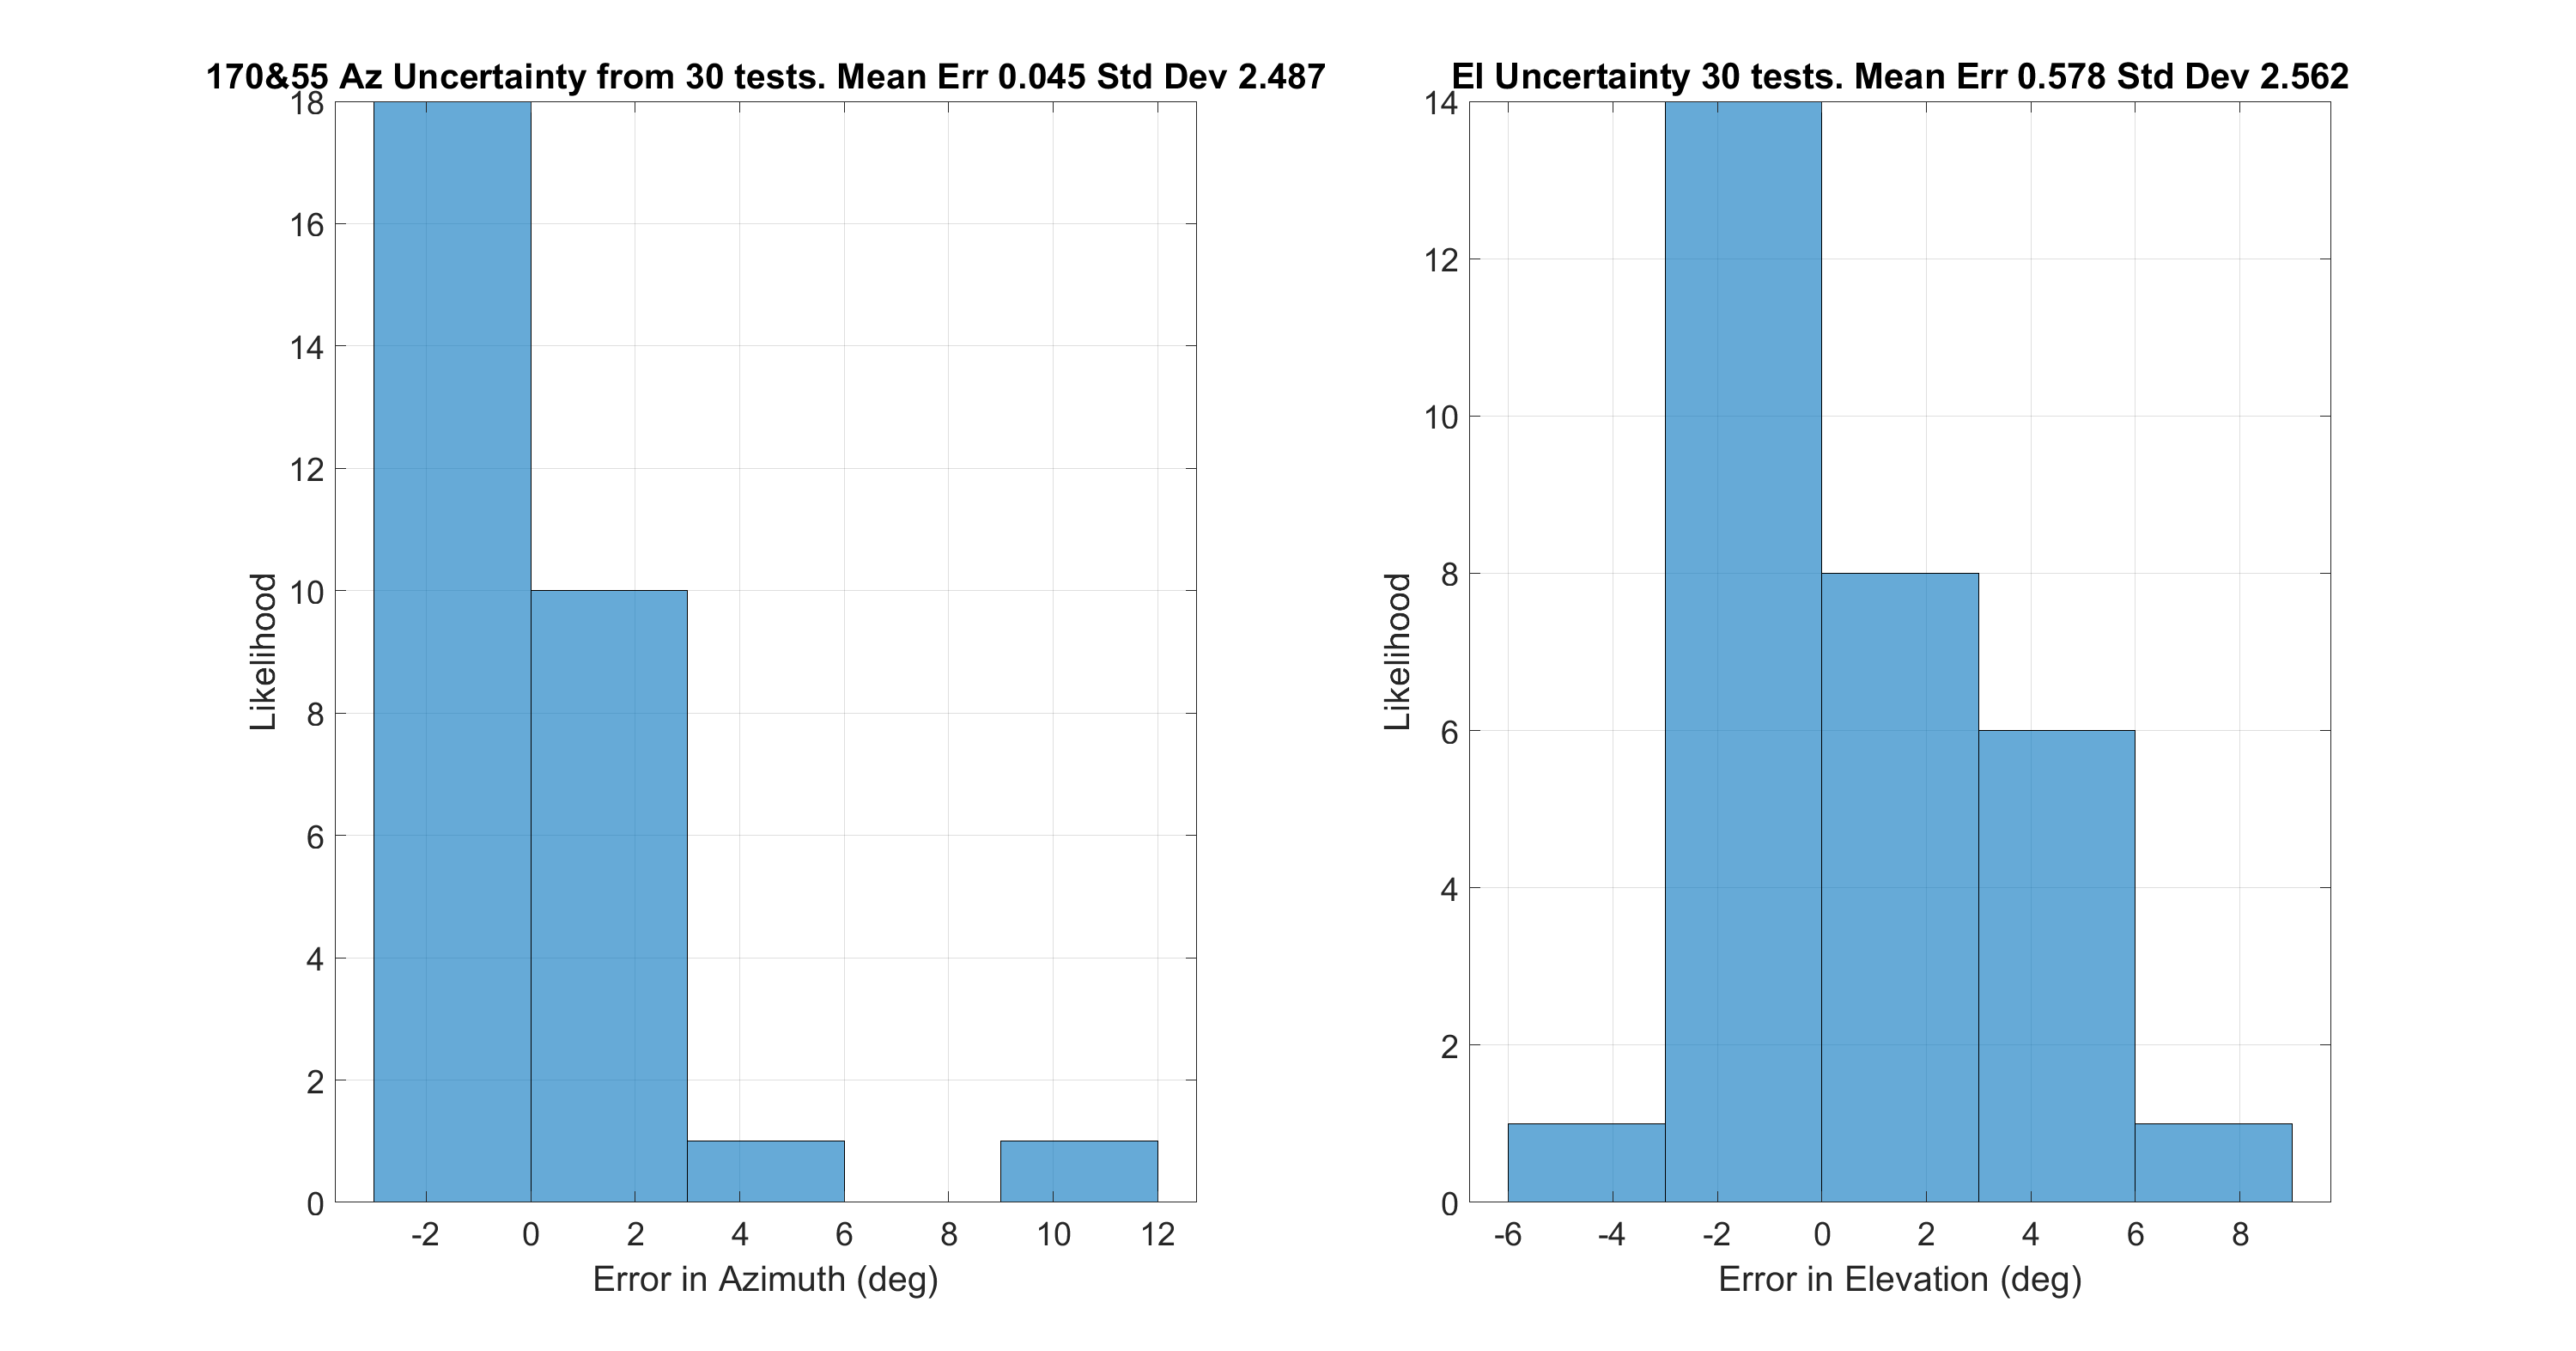 170&55 Az Uncertainty from 30 tests. Mean Err 0.045 Std Dev 2.487
18
16
14
12
10
8
6
4
2
0
Likelihood
-2 0 2 4 6 8 10 12
Error in Azimuth (deg)
El Uncertainty 30 tests. Mean Err 0.578 Std Dev 2.562
14
12
10
8
6
4
2
0
Likelihood
-6 -4 -2 0 2 4 6 8
Error in Elevation (deg)